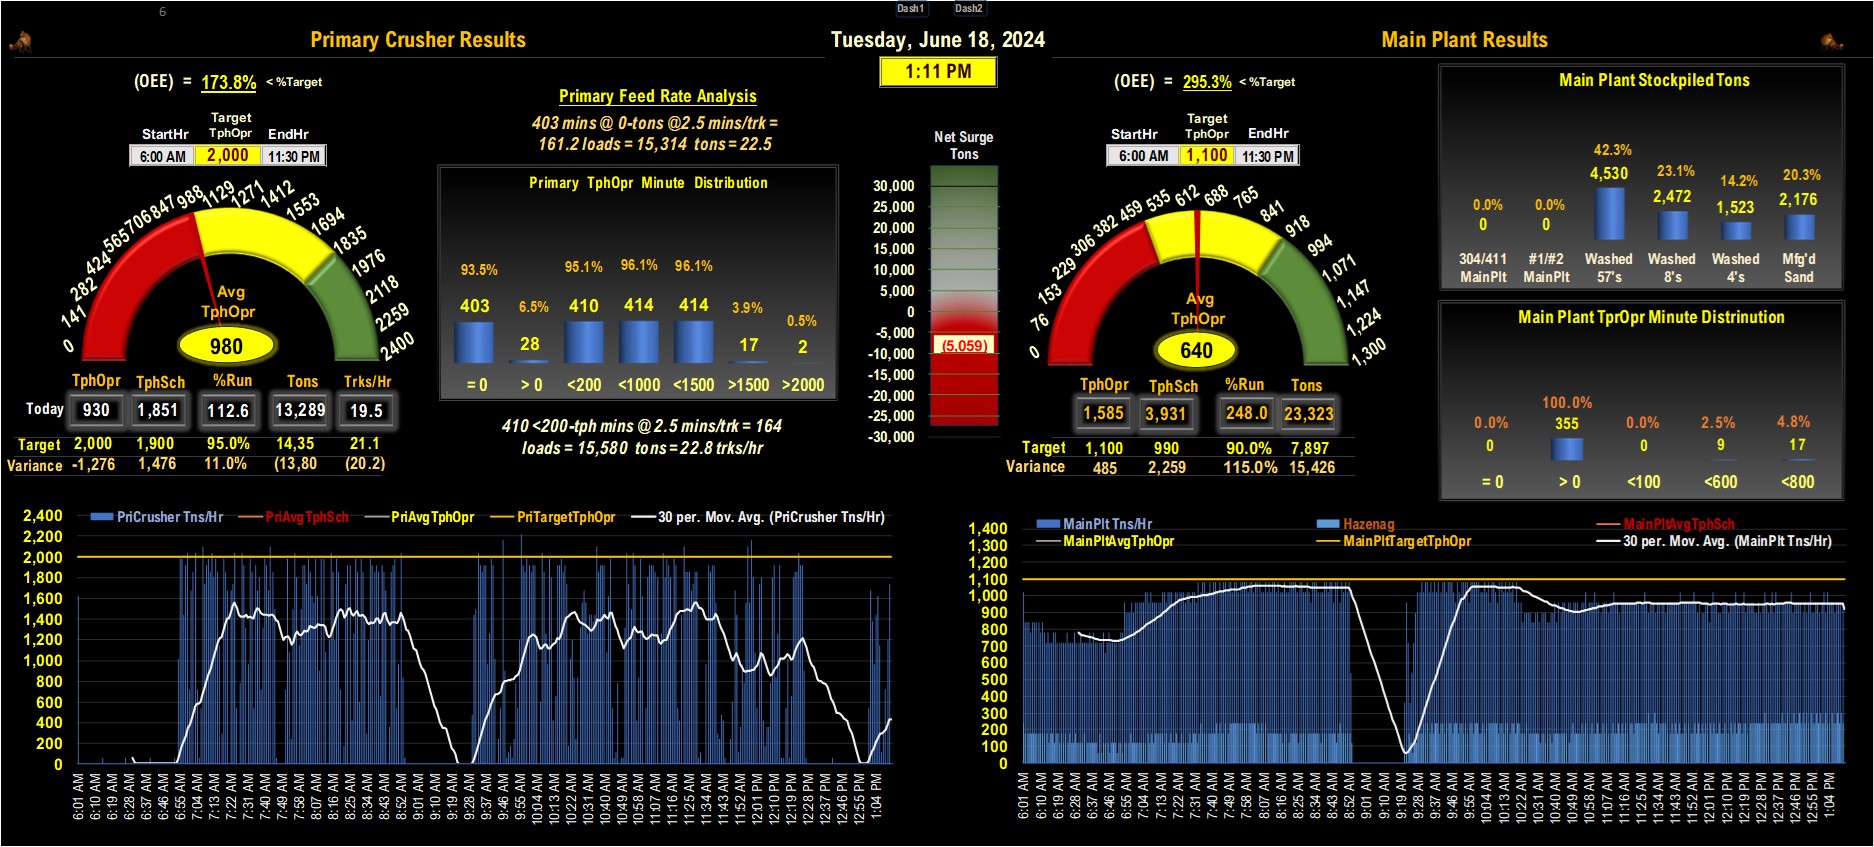 6
Dash1 Dash2
Primary Crusher Results
Tuesday, June 18, 2024
Main Plant Results
1:11 PM
(OEE) = 173.8% < %Target
Target
StartHr TphOpr EndHr
6:00 AM 2,000 11:30 PM
0 141 282 424 565 706 847 988 1129 1271 1412 1553 1694 1835 1976 2118 2259 2400
Avg
TphOpr
980
TphOpr TphSch %Run Tons Trks/Hr
Today 930 1,851 112.6 13,289 19.5
Target 2,000 1,900 95.0% 14,35 21.1
Variance -1,276 1,476 11.0% (13,80 (20.2)
Primary Feed Rate Analysis
403 mins @ 0-tons @2.5 mins/trk =
161.2 loads = 15,314 tons = 22.5
Primary TphOpr Minute Distribution
93.5% 6.5% 95.1% 96.1% 96.1% 3.9% 0.5%
403 28 410 414 414 17 2
= 0 > 0 <200 <1000 <1500 >1500 >2000
410 <200-tph mins @ 2.5 mins/trk = 164
loads = 15,580 tons = 22.8 trks/hr
Net Surge
Tons
30,000
25,000
20,000
15,000
10,000
5,000
0
-5,000
(5,059)
-10,000
-15,000
-20,000
-25,000
-30,000
(OEE) = 295.3% < %Target
Target
StartHr TphOpr EndHr
6:00 AM 1,100 11:30 PM
0 76 153 229 306 382 459 535 612 688 765 841 918 994 1,071 1,147 1,224 1,300
Avg
TphOpr
640
TphOpr TphSch %Run Tons
1,585 3,931 248.0 23,323
Target 1,100 990 90.0% 7,897
Variance 485 2,259 115.0% 15,426
Main Plant Stockpiled Tons
0.0% 0.0% 42.3% 23.1% 14.2% 20.3%
0 0 4,530 2,472 1,523 2,176
304/411 #1/#2 Washed Washed Washed Mfg'd
MainPlt MainPlt 57's 8's 4's Sand
Main Plant TprOpr Minute Distrinution
0.0% 100.0% 0.0% 2.5% 4.8%
0 355 0 9 17
= 0 > 0 <100 <600 <800
PriCrusher Tns/Hr PriAvgTphSch PriAvgTphOpr PriTargetTphOpr 30 per. Mov. Avg. (PriCrusher Tns/Hr)
2,400
2,200
2,000
1,800
1,600
1,400
1,200
1,000
800
600
400
200
0
6:01 AM 6:10 AM 6:19 AM 6:28 AM 6:37 AM 6:46 AM 6:55 AM 7:04 AM 7:13 AM 7:22 AM 7:31 AM 7:40 AM 7:49 AM 7:58 AM 8:07 AM 8:16 AM 8:25 AM 8:34 AM 8:43 AM 8:52 AM 9:01 AM 9:10 AM 9:19 AM 9:28 AM 9:37 AM 9:46 AM 9:55 AM 10:04 AM 10:13 AM 10:22 AM 10:31 AM 10:40 AM 10:49 AM 10:58 AM 11:07 AM 11:16 AM 11:25 AM 11:34 AM 11:43 AM 11:52 AM 12:01 PM 12:10 PM 12:19 PM 12:28 PM 12:37 PM 12:46 PM 12:55 PM 1:04 PM
MainPlt Tns/Hr Hazenag MainPltAvgTphSch
MainPltAvgTphOpr MainPltTargetTphOpr 30 per. Mov. Avg. (MainPlt Tns/Hr)
1,400
1,300
1,200
1,100
1,000
900
800
700
600
500
400
300
200
100
0
6:01 AM 6:10 AM 6:19 AM 6:28 AM 6:37 AM 6:46 AM 6:55 AM 7:04 AM 7:13 AM 7:22 AM 7:31 AM 7:40 AM 7:49 AM 7:58 AM 8:07 AM 8:16 AM 8:25 AM 8:34 AM 8:43 AM 8:52 AM 9:01 AM 9:10 AM 9:19 AM 9:28 AM 9:37 AM 9:46 AM 9:55 AM 10:04 AM 10:13 AM 10:22 AM 10:31 AM 10:40 AM 10:49 AM 10:58 AM 11:07 AM 11:16 AM 11:25 AM 11:34 AM 11:43 AM 11:52 AM 12:01 PM 12:10 PM 12:19 PM 12:28 PM 12:37 PM 12:46 PM 12:55 PM 1:04 PM